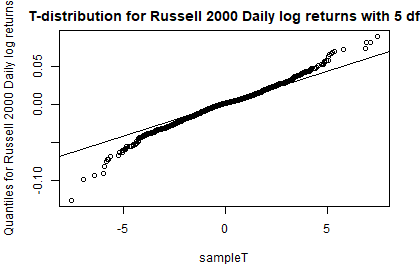 T-distribution for Russell 2000 Daily log returns with 5 df
Quantiles for Russell 2000 Daily log returns
0.05
0.00
-0.10
-5
0
5
sampleT